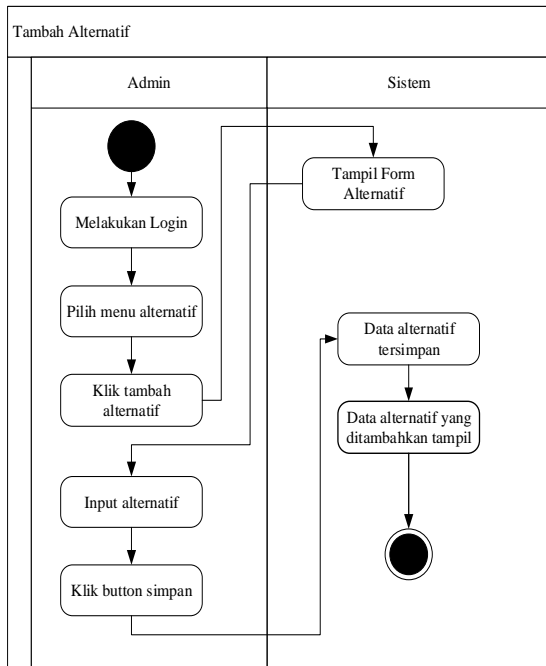 Tambah Alternatif
Admin
Sistem
Melakukan Login
Pilih menu alternatif
Klik tambah
alternatif
Tampil Form
Alternatif
Input alternatif
Klik button simpan
Data alternatif
tersimpan
Data alternatif yang
ditambahkan tampil